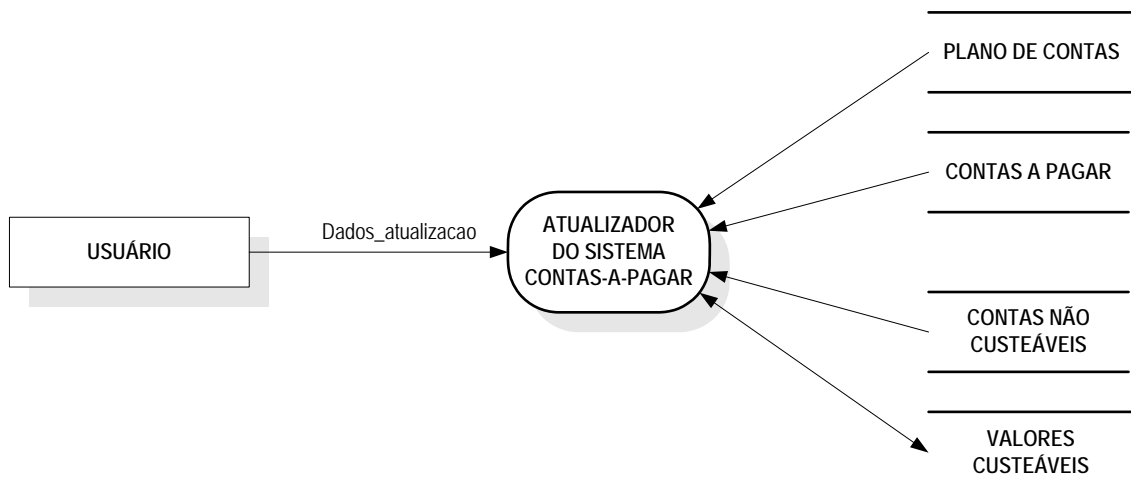 PLANO DE CONTAS
CONTAS A PAGAR
USUÁRIO
Dados_atualizacao
ATUALIZADOR
DO SISTEMA
CONTAS-A-PAGAR
CONTAS NÃO
CUSTEÁVEIS
VALORES
CUSTEÁVEIS